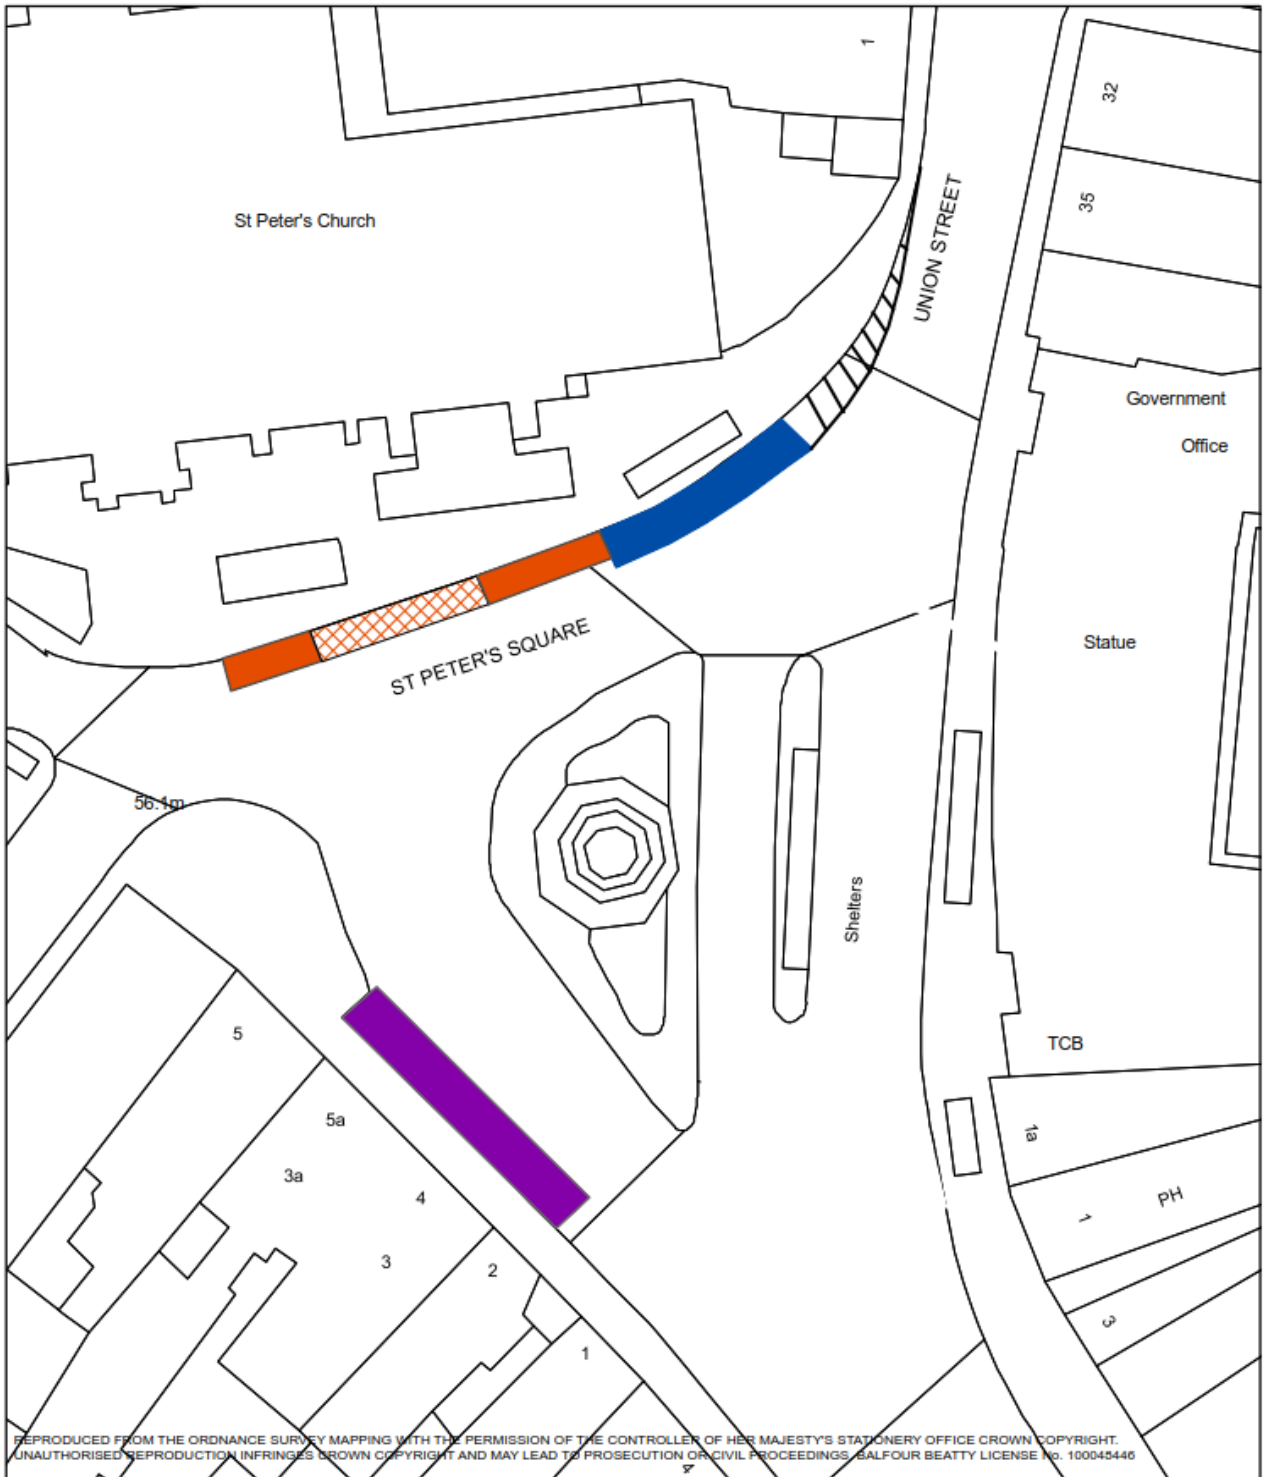 1
32
35
St Peter's Church
UNION STREET
Government
Office
ST PETER'S SQUARE
Statue
56.1m
Shelters
5
TCB
5a
1a
3a
4
PH
1
3
2
3
1
4
REPRODUCED FROM THE ORDNANCE SURVEY MAPPING WITH THE PERMISSION OF THE CONTROLLER OF HER MAJESTY'S STATIONERY OFFICE CROWN COPYRIGHT.
UNAUTHORISED REPRODUCTION INFRINGES CROWN COPYRIGHT AND MAY LEAD TO PROSECUTION OR CIVIL PROCEEDINGS. BALFOUR BEATTY LICENSE No. 100045446